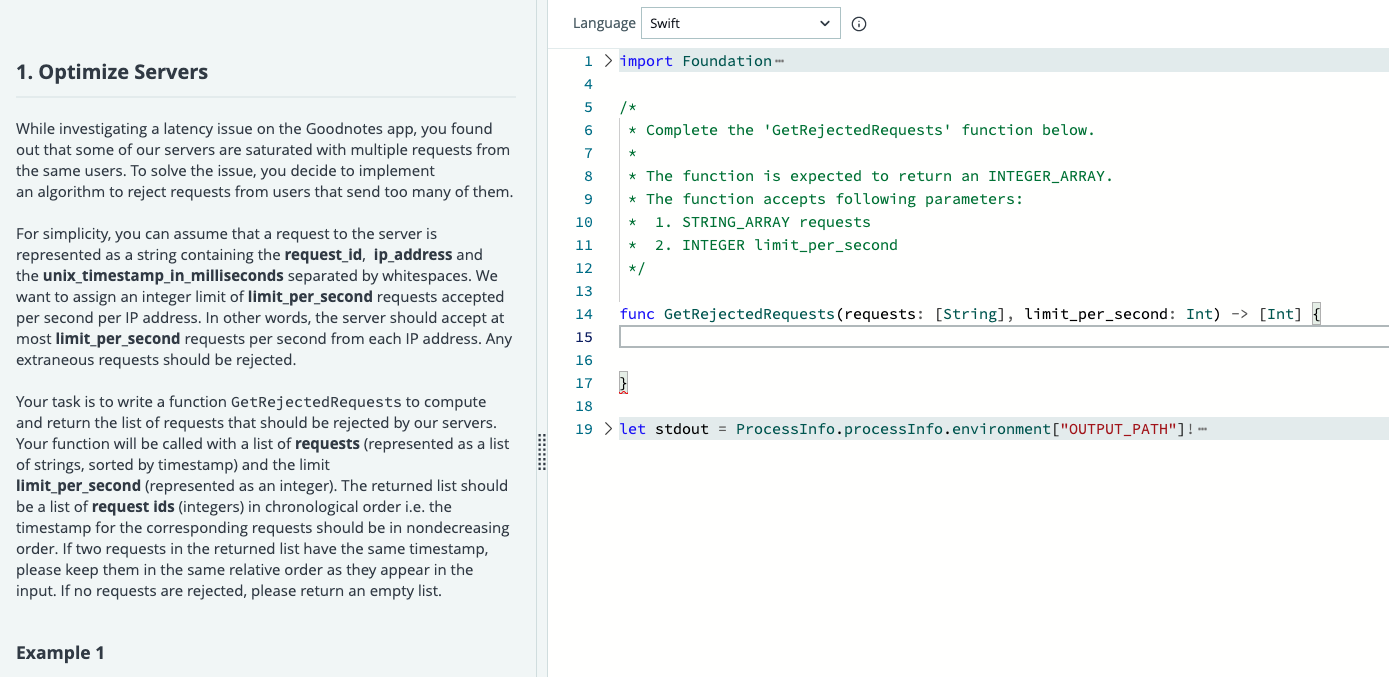 1. Optimize Servers
While investigating a latency issue on the Goodnotes app, you found
out that some of our servers are saturated with multiple requests from
the same users. To solve the issue, you decide to implement
an algorithm to reject requests from users that send too many of them.
For simplicity, you can assume that a request to the server is
represented as a string containing the request_id, ip_address and
the unix_timestamp_in_milliseconds separated by whitespaces. We
want to assign an integer limit of limit_per_second requests accepted
per second per IP address. In other words, the server should accept at
most limit_per_second requests per second from each IP address. Any
extraneous requests should be rejected.
Your task is to write a function GetRejectedRequests to compute
and return the list of requests that should be rejected by our servers.
Your function will be called with a list of requests (represented as a list
of strings, sorted by timestamp) and the limit
limit_per_second (represented as an integer). The returned list should
be a list of request ids (integers) in chronological order i.e. the
timestamp for the corresponding requests should be in nondecreasing
order. If two requests in the returned list have the same timestamp,
please keep them in the same relative order as they appear in the
input. If no requests are rejected, please return an empty list.
Example 1
Language Swift
1 import Foundation
4
5 /*
6 * Complete the 'GetRejectedRequests' function below.
7 *
8 * The function is expected to return an INTEGER_ARRAY.
9 * The function accepts following parameters:
10 * 1. STRING_ARRAY requests
11 * 2. INTEGER limit_per_second
12 */
13
14 func GetRejectedRequests(requests: [String], limit_per_second: Int) -> [Int] {
15
16
17 }
18
19 let stdout = ProcessInfo.processInfo.environment["OUTPUT_PATH"]!